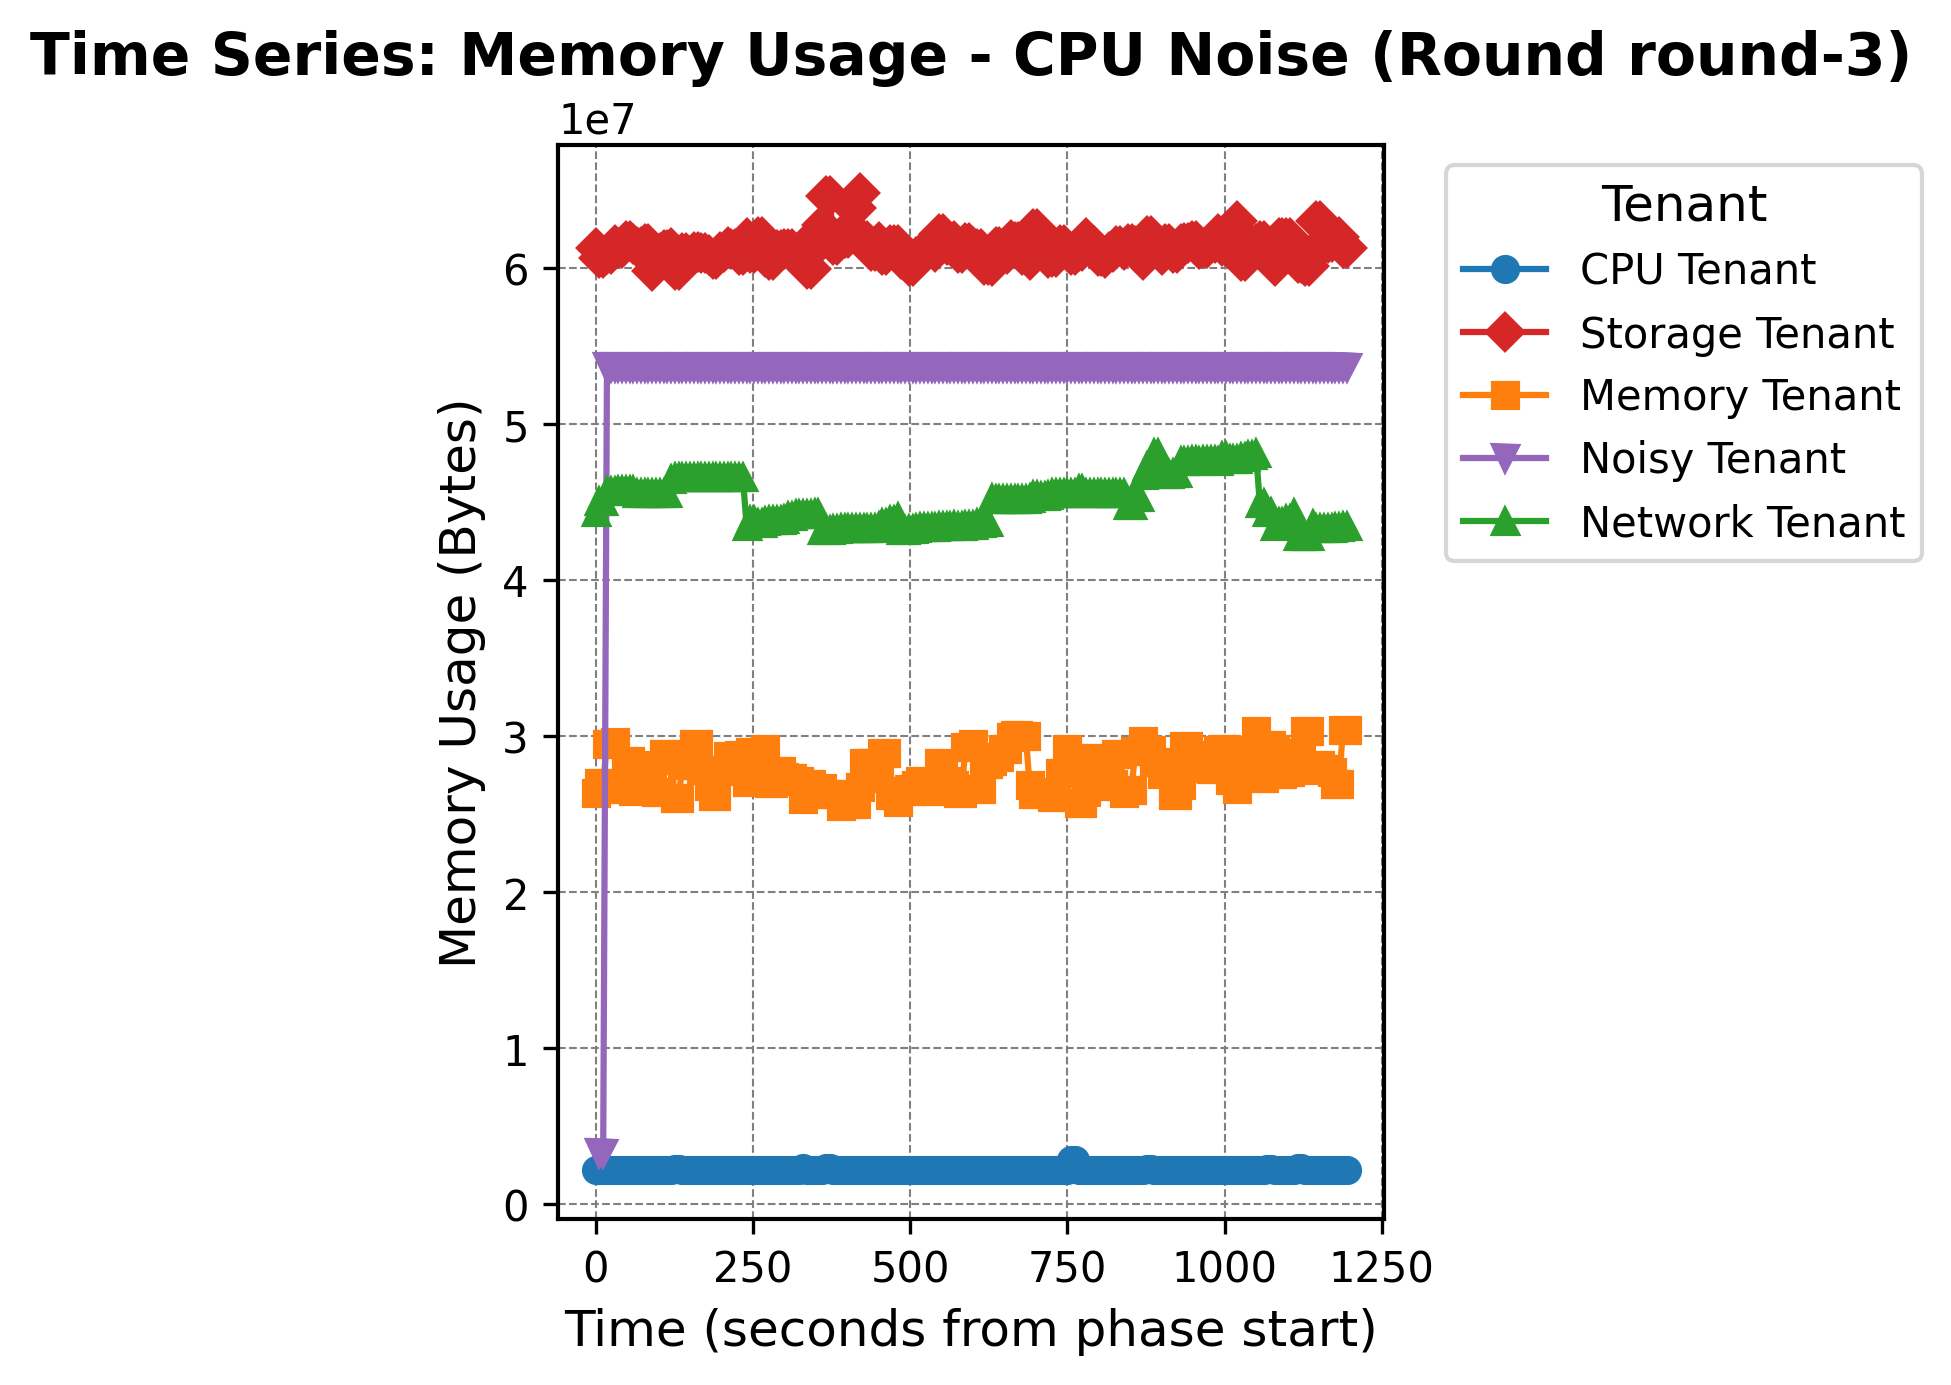 Time Series: Memory Usage - CPU Noise (Round round-3)
1e7
6
5
4
3
2
1
0
Memory Usage (Bytes)
0 250 500 750 1000 1250
Time (seconds from phase start)
Tenant
CPU Tenant
Storage Tenant
Memory Tenant
Noisy Tenant
Network Tenant